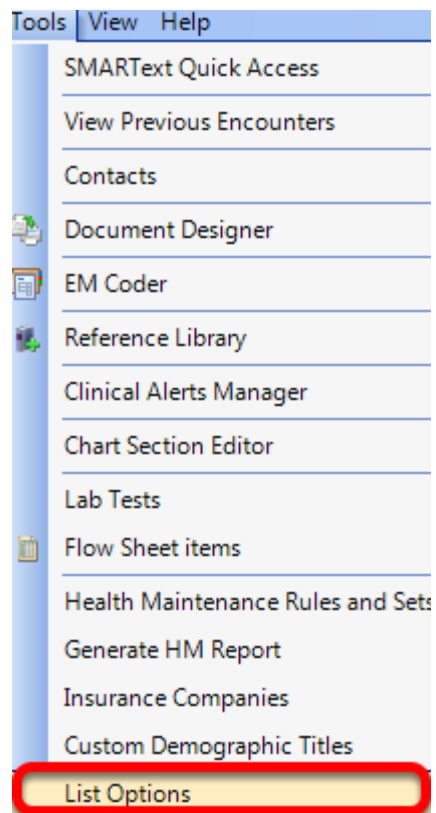 Tools View Help
SMARText Quick Access
View Previous Encounters
Contacts
Document Designer
EM Coder
Reference Library
Clinical Alerts Manager
Chart Section Editor
Lab Tests
Flow Sheet items
Health Maintenance Rules and Sets
Generate HM Report
Insurance Companies
Custom Demographic Titles
List Options